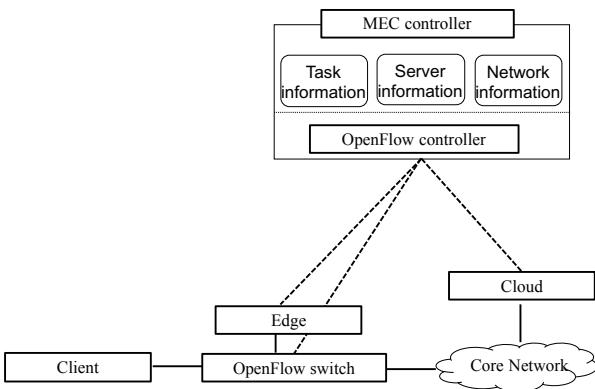 MEC controller
Task
information
Server
information
Network
information
OpenFlow controller
Cloud
Edge
Client
OpenFlow switch
Core Network